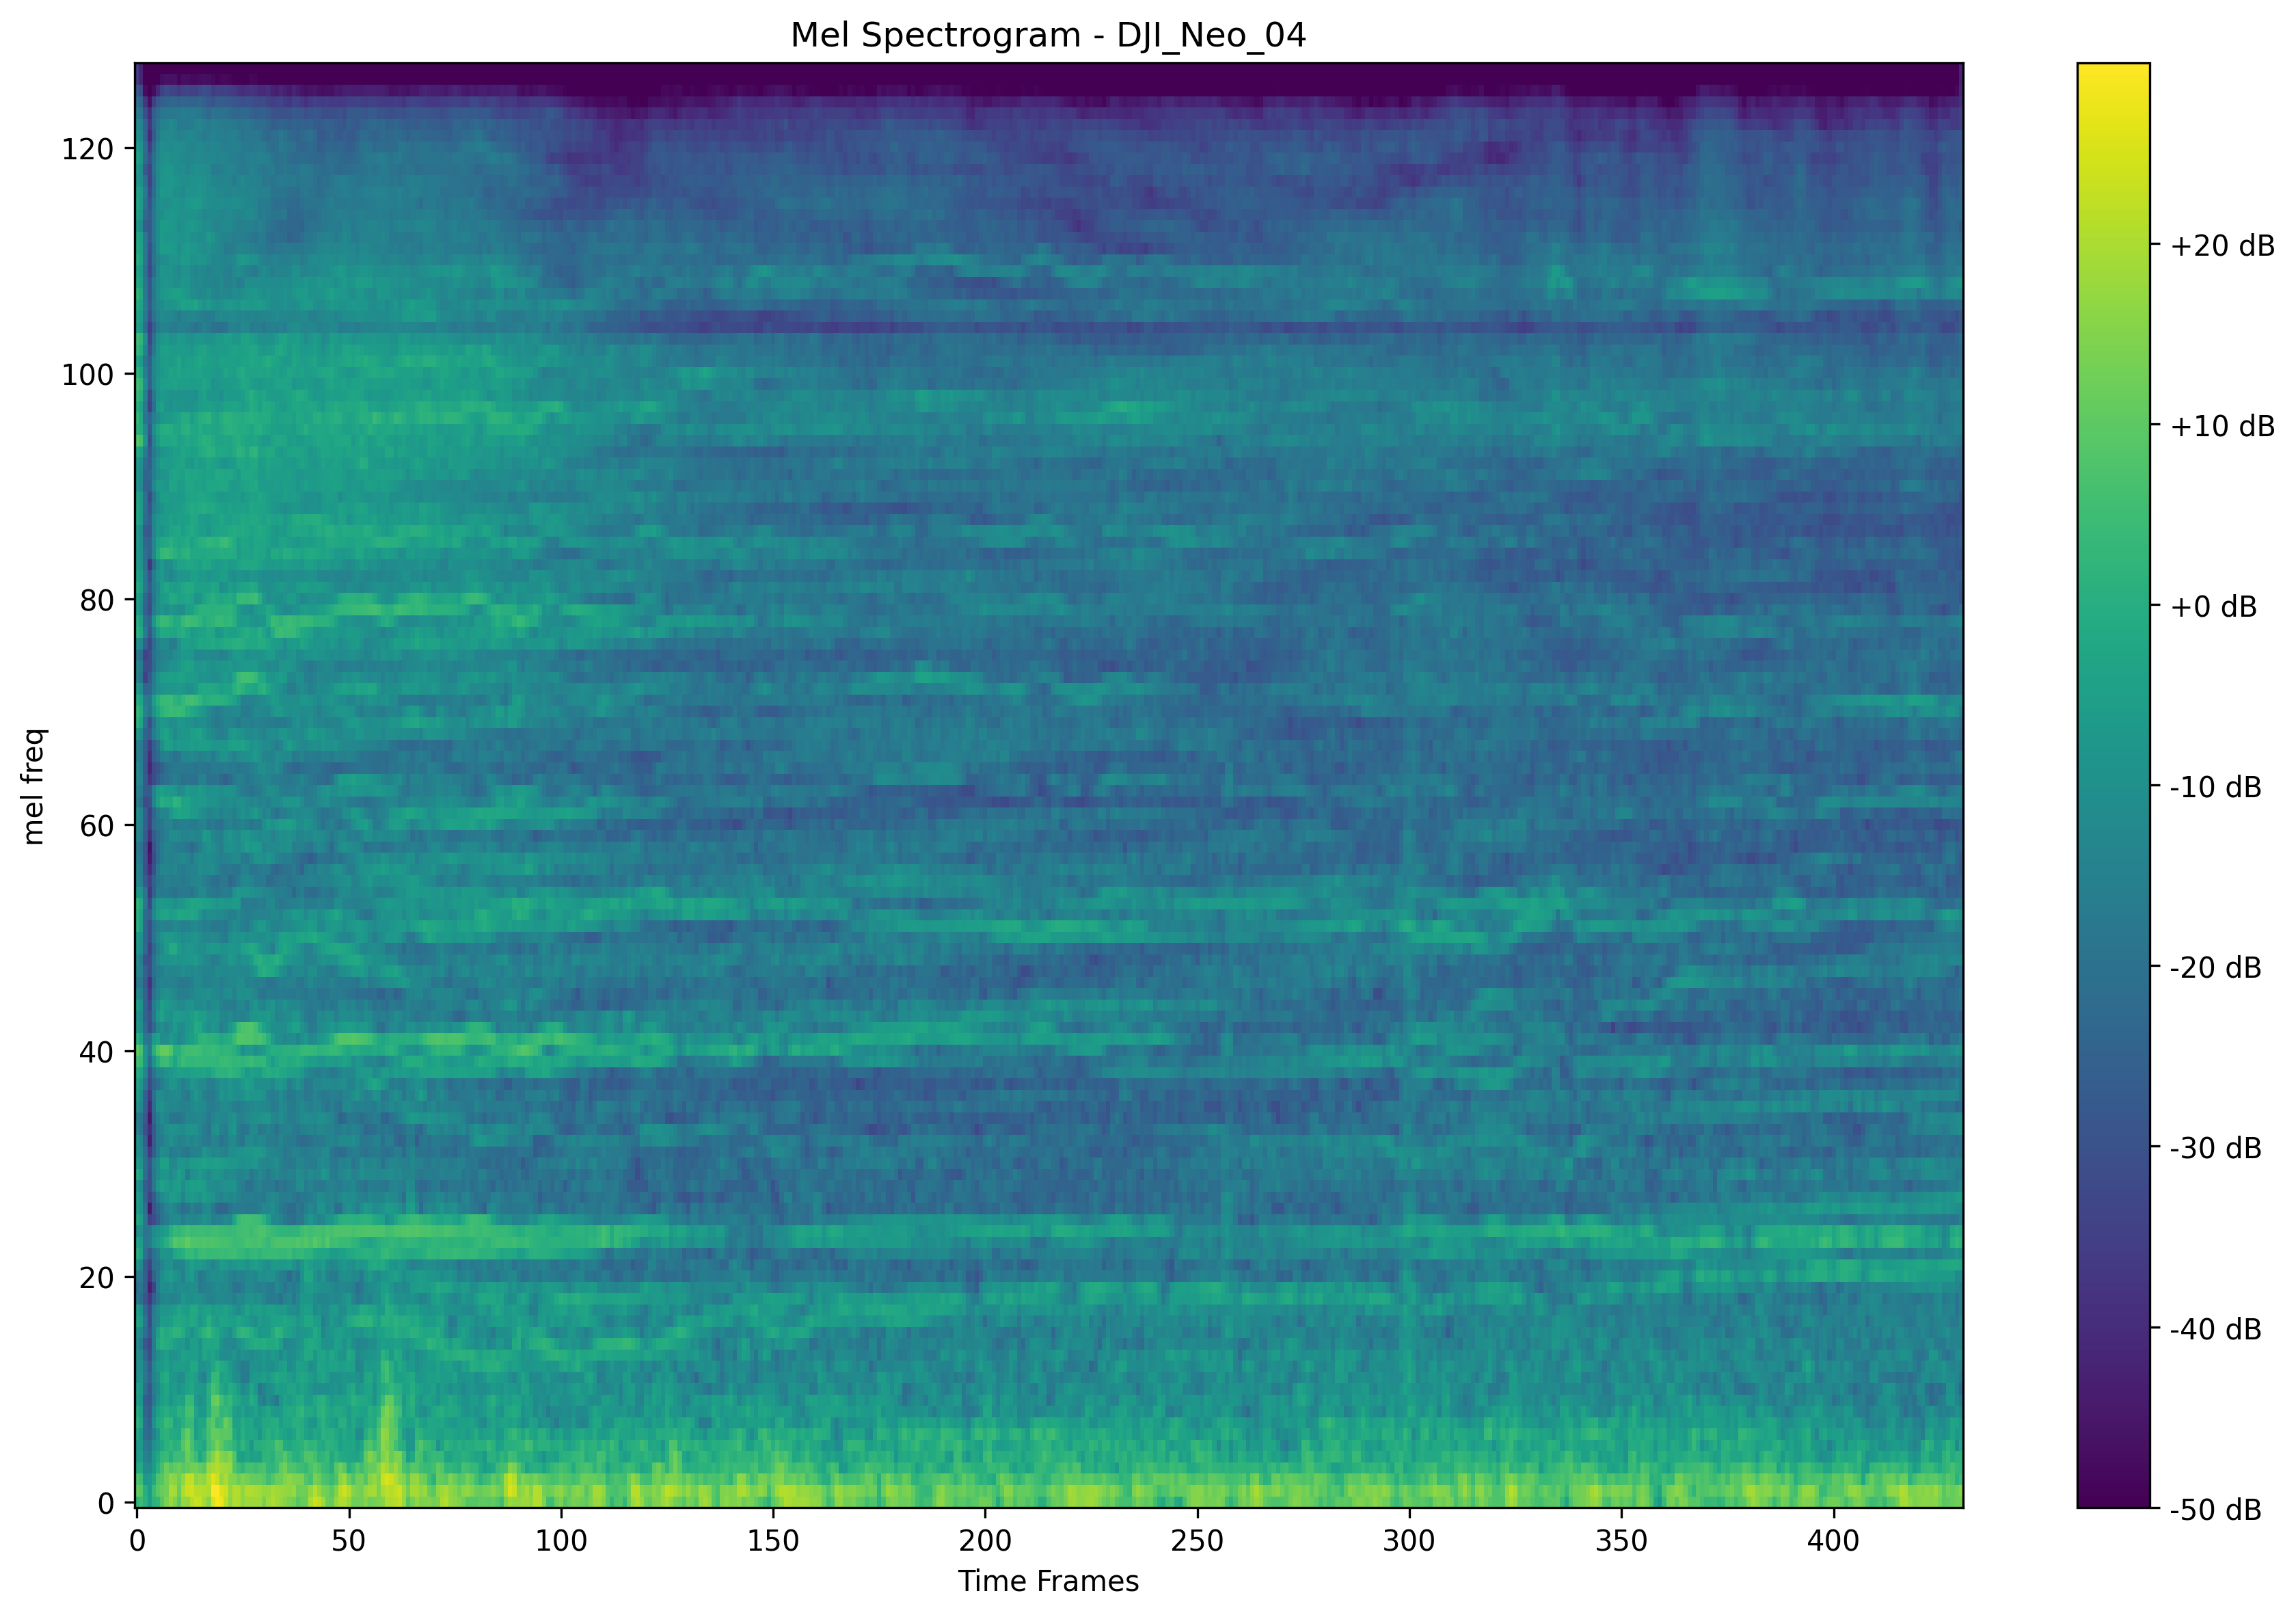 Mel Spectrogram - DJI_Neo_04
120
100
80
60
40
20
0
mel freq
0
50
100
150
200
250
300
350
400
Time Frames
+20 dB
+10 dB
+0 dB
-10 dB
-20 dB
-30 dB
-40 dB
-50 dB